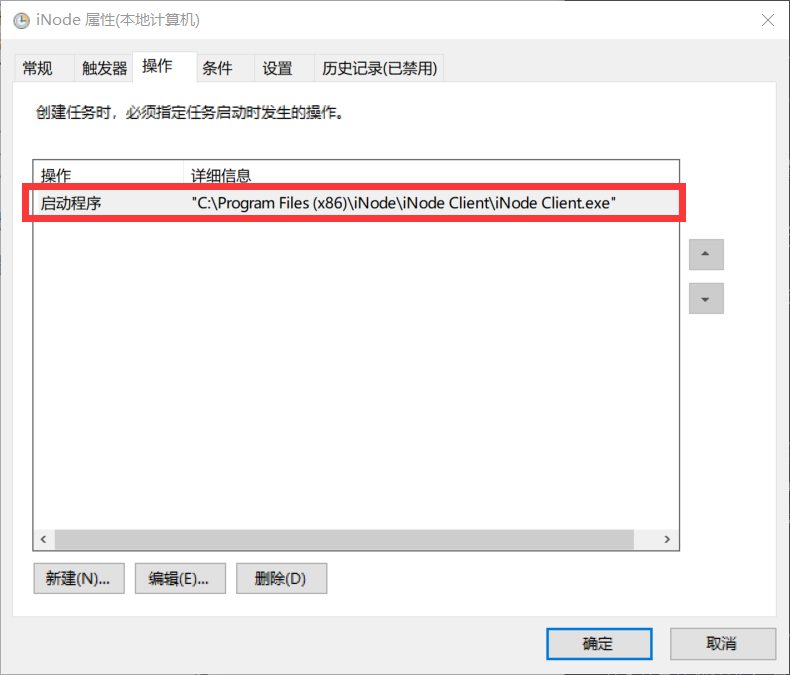 iNode 属性(本地计算机)
常规 触发器 操作 条件 设置 历史记录(已禁用)
创建任务时，必须指定任务启动时发生的操作。
操作 详细信息
启动程序 "C:\Program Files (x86)\iNode\iNode Client\iNode Client.exe"
新建(N)... 编辑(E)... 删除(D)
确定 取消